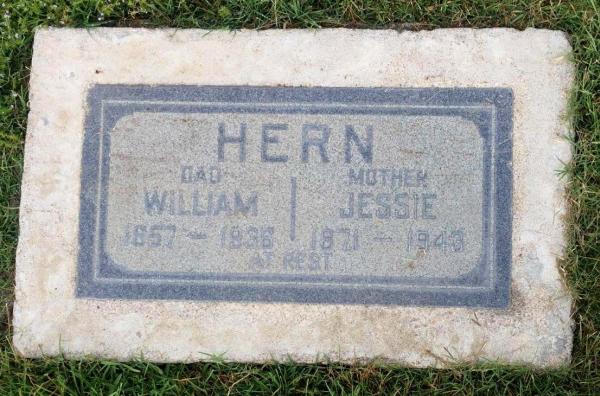 HERN
DAD MOTHER
WILLIAM JESSIE
1857 - 1936 1871 - 1943
AT REST